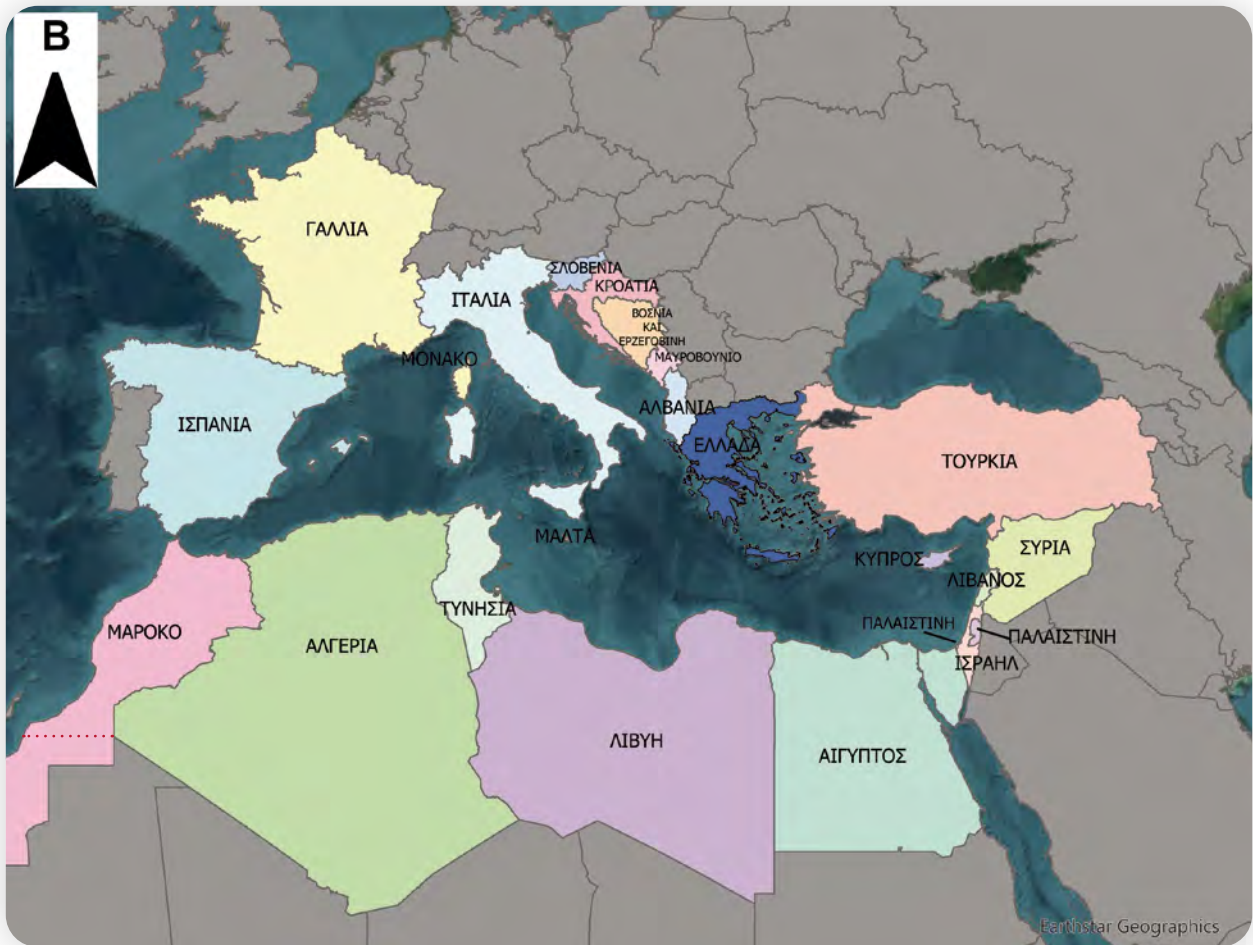 Β
ΓΑΛΛΙΑ
ΣΛΟΒΕΝΙΑ
ΚΡΟΑΤΙΑ
ΙΤΑΛΙΑ
ΒΟΣΝΙΑ
ΚΑΙ
ΕΡΖΕΓΟΒΙΝΗ
ΜΑΥΡΟΒΟΥΝΙΟ
ΜΟΝΑΚΟ
ΑΛΒΑΝΙΑ
ΙΣΠΑΝΙΑ
ΕΛΛΑΔΑ
ΤΟΥΡΚΙΑ
ΜΑΛΤΑ
ΣΥΡΙΑ
ΚΥΠΡΟΣ
ΛΙΒΑΝΟΣ
ΤΥΝΗΣΙΑ
ΠΑΛΑΙΣΤΙΝΗ
ΠΑΛΑΙΣΤΙΝΗ
ΜΑΡΟΚΟ
ΑΛΓΕΡΙΑ
ΙΣΡΑΗΛ
ΛΙΒΥΗ
ΑΙΓΥΠΤΟΣ
Earthstar Geographics